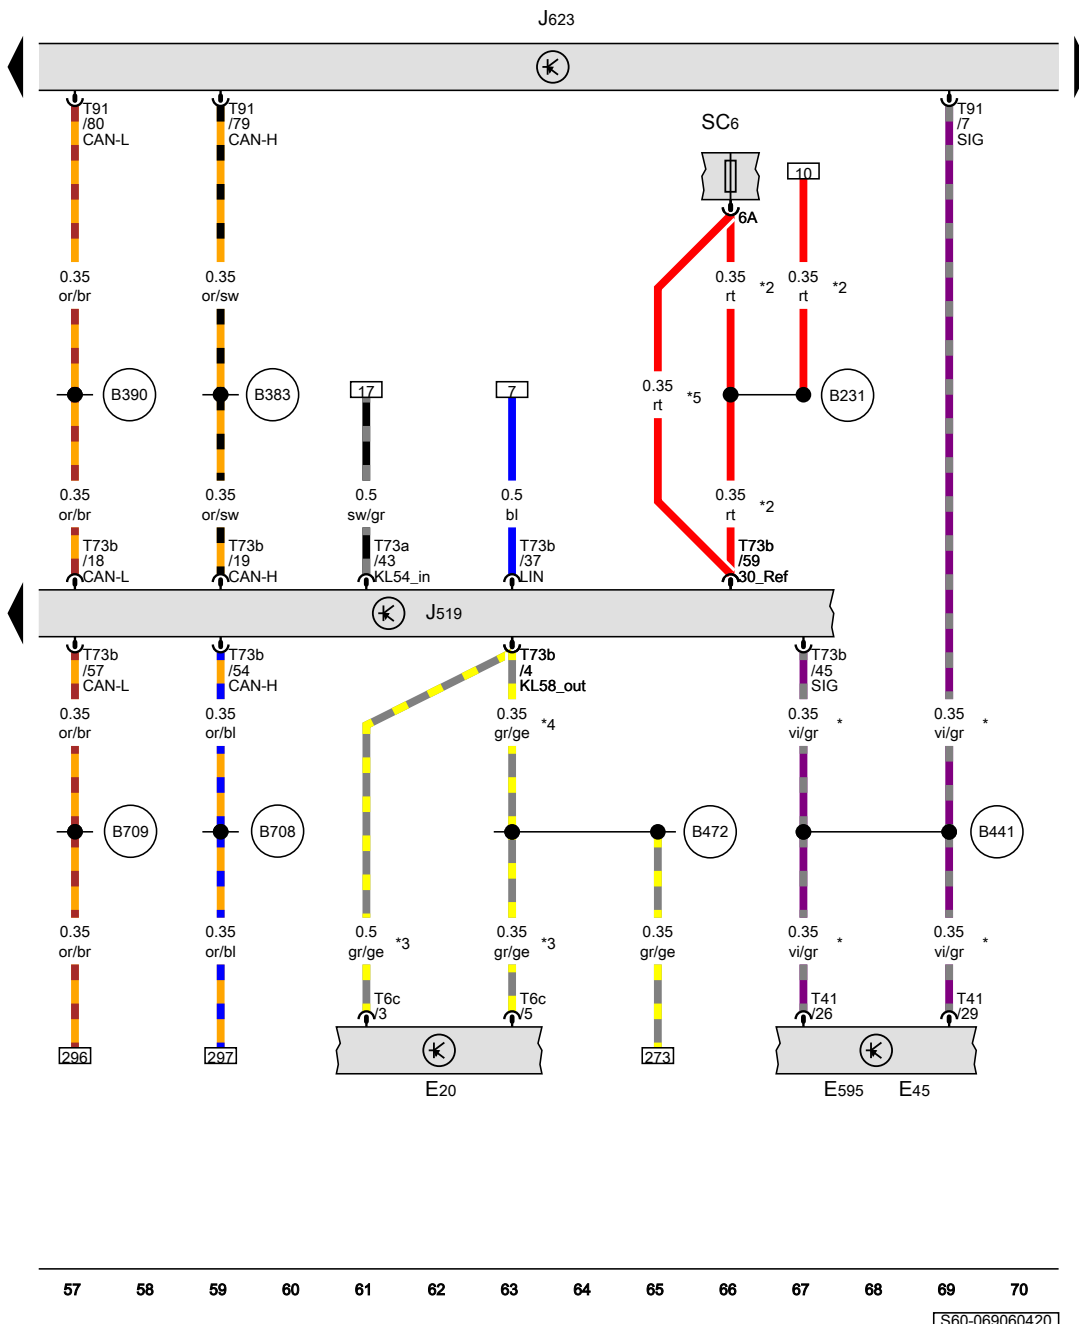 J623
T91
/80
CAN-L
T91
/79
CAN-H
T91
/7
SIG
SC6
10
6A
0.35
or/br
0.35
or/sw
0.35
rt
*2
0.35
rt
*2
B390
B383
17
7
0.35
rt
*5
B231
0.35
or/br
0.35
or/sw
0.5
sw/gr
0.5
bl
0.35
rt
*2
T73b
/18
CAN-L
T73b
/19
CAN-H
T73a
/43
KL54_in
T73b
/37
LIN
T73b
/59
30_Ref
J519
T73b
/57
CAN-L
T73b
/54
CAN-H
T73b
/4
KL58_out
T73b
/45
SIG
0.35
or/br
0.35
or/bl
0.35
gr/ge
*4
0.35
vi/gr
*
0.35
vi/gr
*
B709
B708
B472
B441
0.35
or/br
0.35
or/bl
0.5
gr/ge
*3
0.35
gr/ge
*3
0.35
gr/ge
0.35
vi/gr
*
0.35
vi/gr
*
T6c
/3
T6c
/5
T41
/26
T41
/29
296
297
273
E20
E595
E45
57 58 59 60 61 62 63 64 65 66 67 68 69 70
S60-069060420